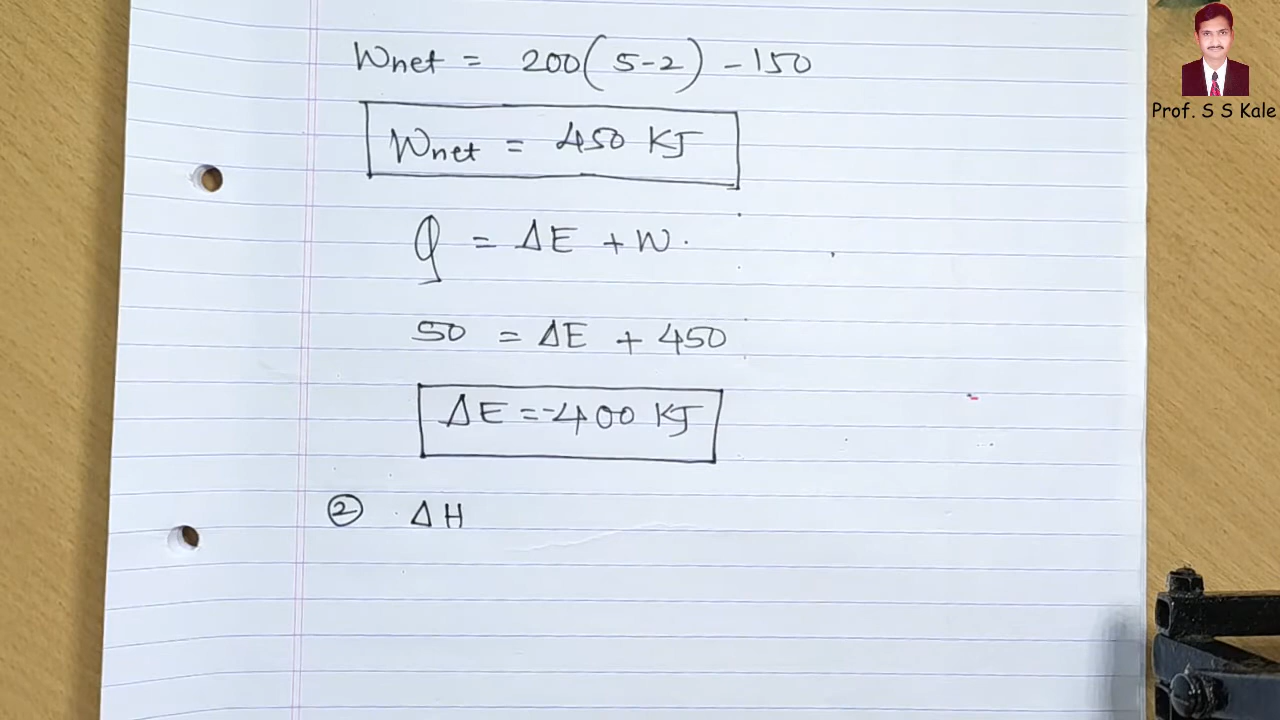 Wnet = 200(5-2) - 150
Wnet = 450 KJ
Q = ΔE + W.
50 = ΔE + 450
ΔE = -400 KJ
② ΔH
Prof. S S Kale